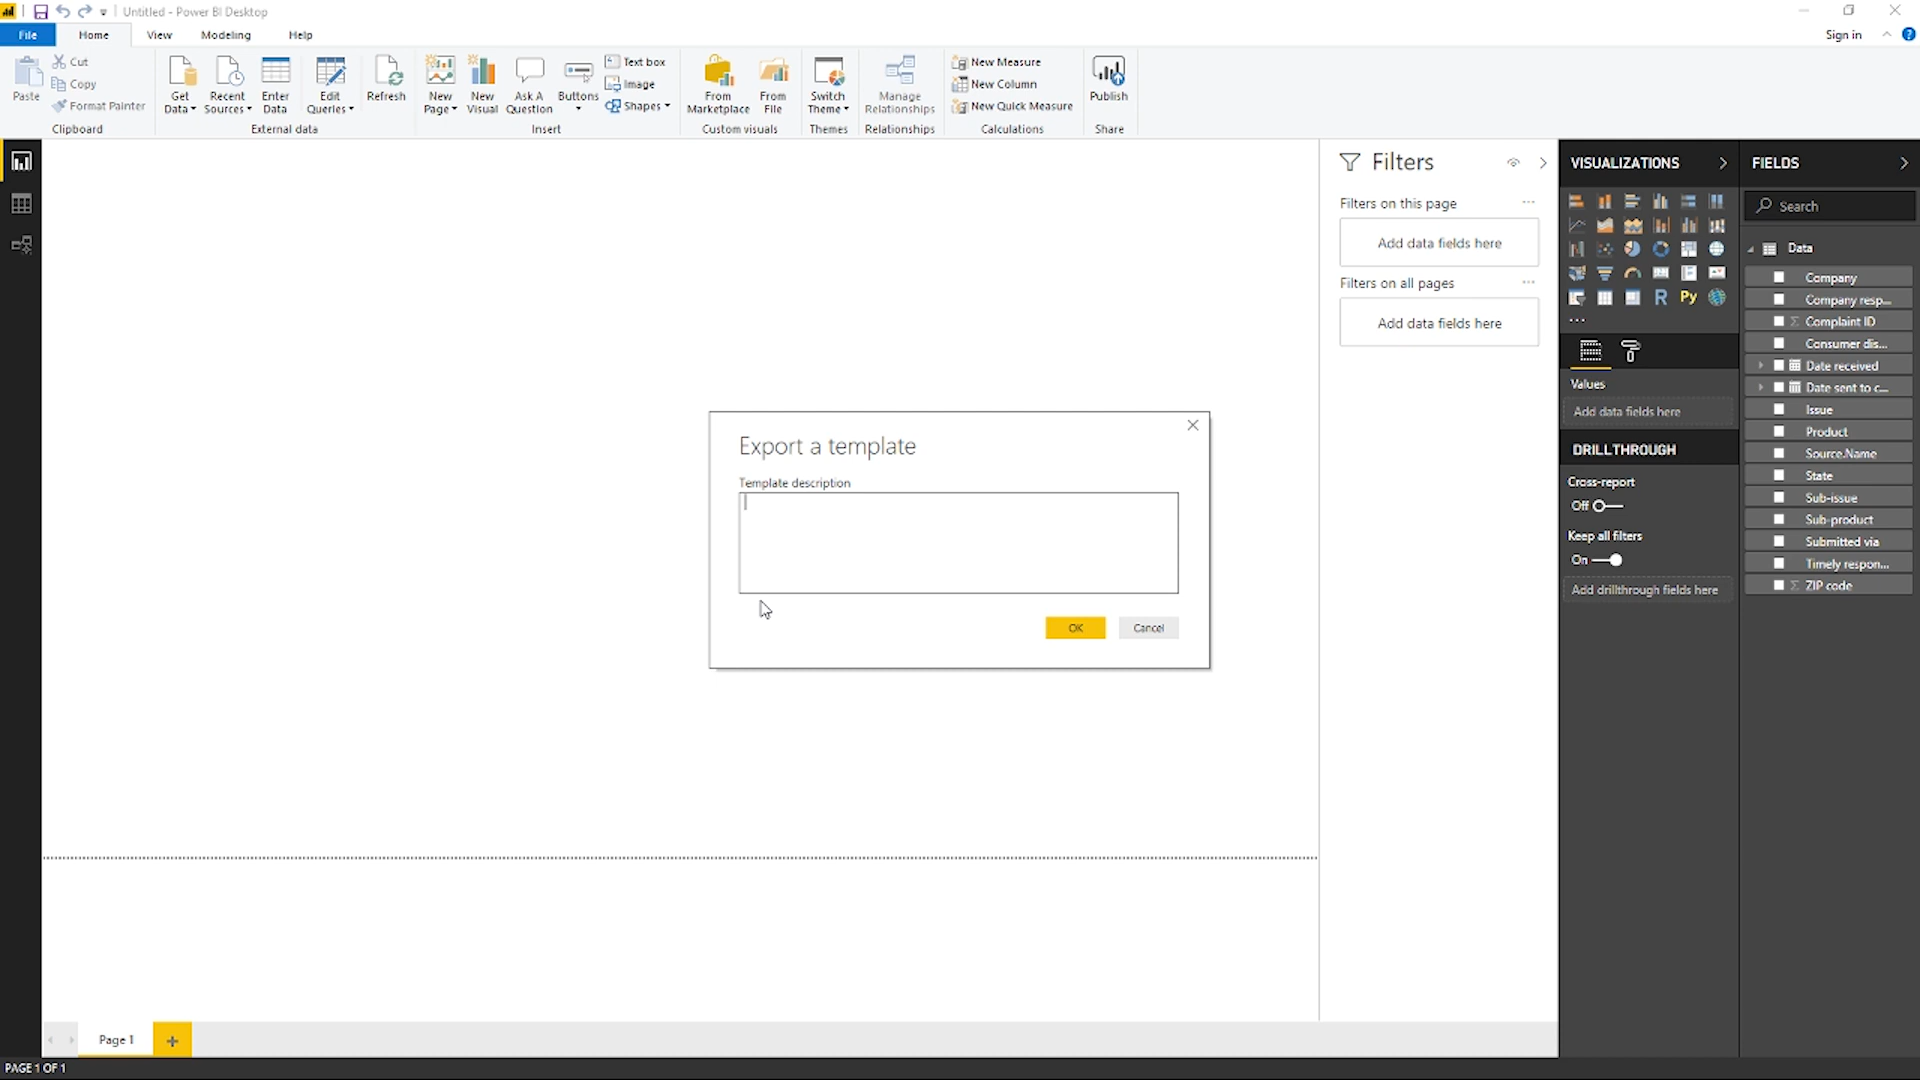 Untitled - Power BI Desktop
File Home View Modeling Help Sign in
Paste
Cut
Copy
Format Painter
Clipboard
Get Data
Recent Sources
Enter Data
Edit Queries
Refresh
External data
New Page
New Visual
Ask A Question
Buttons
Text box
Image
Shapes
Insert
From Marketplace
From File
Custom visuals
Switch Theme
Themes
Manage Relationships
Relationships
New Measure
New Column
New Quick Measure
Calculations
Publish
Share
Filters
Filters on this page
Add data fields here
Filters on all pages
Add data fields here
VISUALIZATIONS
R Py
Values
Add data fields here
DRILLTHROUGH
Cross-report
Off
Keep all filters
On
Add drillthrough fields here
FIELDS
Search
Data
Company
Company resp...
Σ Complaint ID
Consumer dis...
Date received
Date sent to c...
Issue
Product
Source.Name
State
Sub-issue
Sub-product
Submitted via
Timely respon...
Σ ZIP code
Export a template
Template description
OK Cancel
Page 1 +
PAGE 1 OF 1